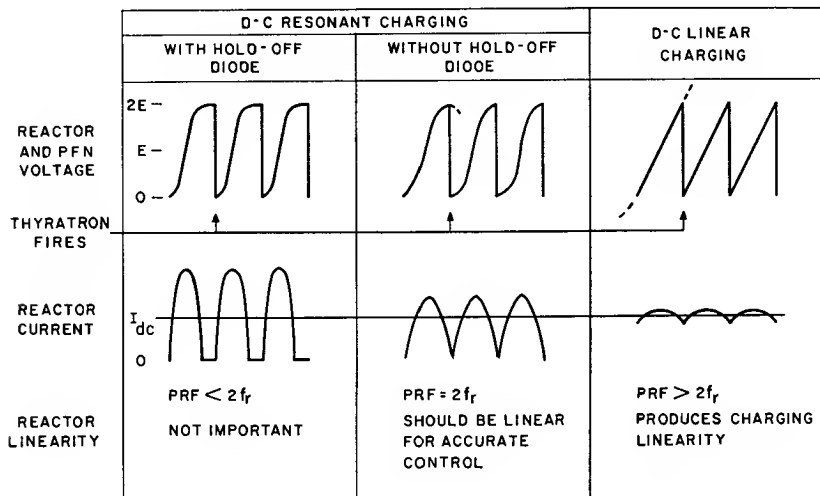 D-C RESONANT CHARGING
WITH HOLD-OFF
DIODE
WITHOUT HOLD-OFF
DIODE
D-C LINEAR
CHARGING
REACTOR
AND PFN
VOLTAGE
2E
E
0
THYRATRON
FIRES
REACTOR
CURRENT
Idc
0
REACTOR
LINEARITY
PRF < 2fr
NOT IMPORTANT
PRF = 2fr
SHOULD BE LINEAR
FOR ACCURATE
CONTROL
PRF > 2fr
PRODUCES CHARGING
LINEARITY